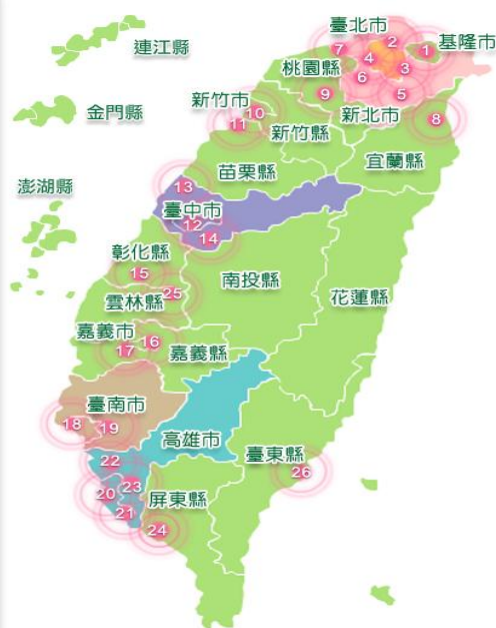 臺北市
基隆市
連江縣
7
2
1
4
3
桃園縣
6
5
9
金門縣
新竹市
10
11
新北市
8
新竹縣
宜蘭縣
苗栗縣
澎湖縣
13
臺中市
12
14
彰化縣
15
南投縣
25
花蓮縣
雲林縣
嘉義市
16
17
嘉義縣
臺南市
18
19
高雄市
臺東縣
22
26
23
20
屏東縣
21
24